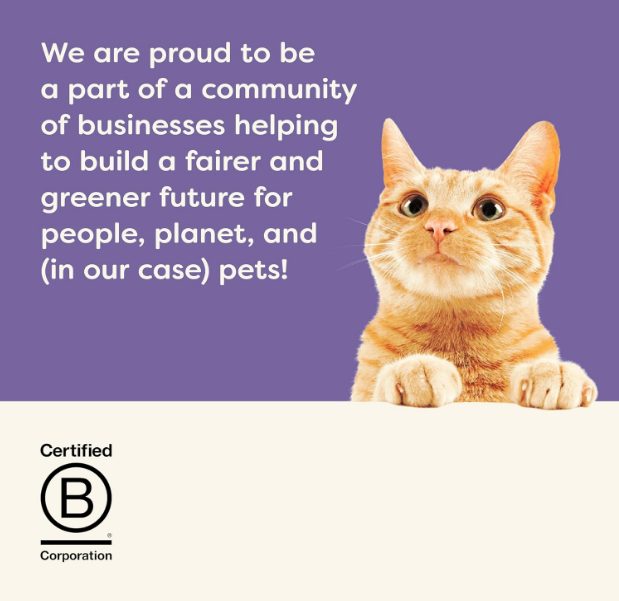 We are proud to be
a part of a community
of businesses helping
to build a fairer and
greener future for
people, planet, and
(in our case) pets!
Certified
B
®
Corporation